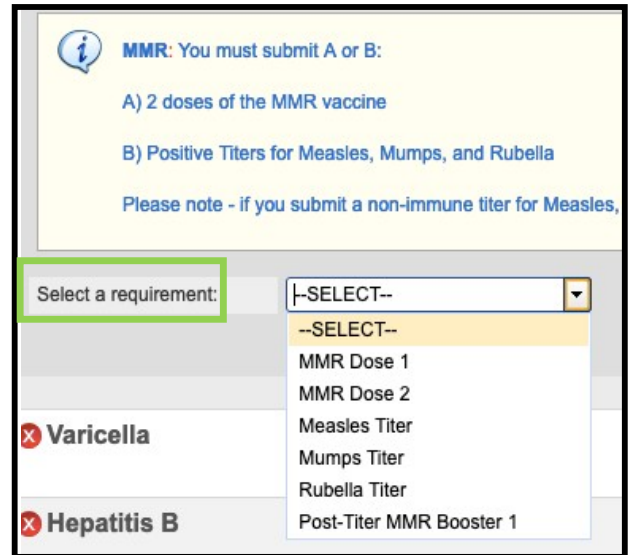 MMR: You must submit A or B:
A) 2 doses of the MMR vaccine
B) Positive Titers for Measles, Mumps, and Rubella
Please note - if you submit a non-immune titer for Measles,
Select a requirement: --SELECT--
--SELECT--
MMR Dose 1
MMR Dose 2
Measles Titer
Mumps Titer
Rubella Titer
Post-Titer MMR Booster 1
Varicella
Hepatitis B